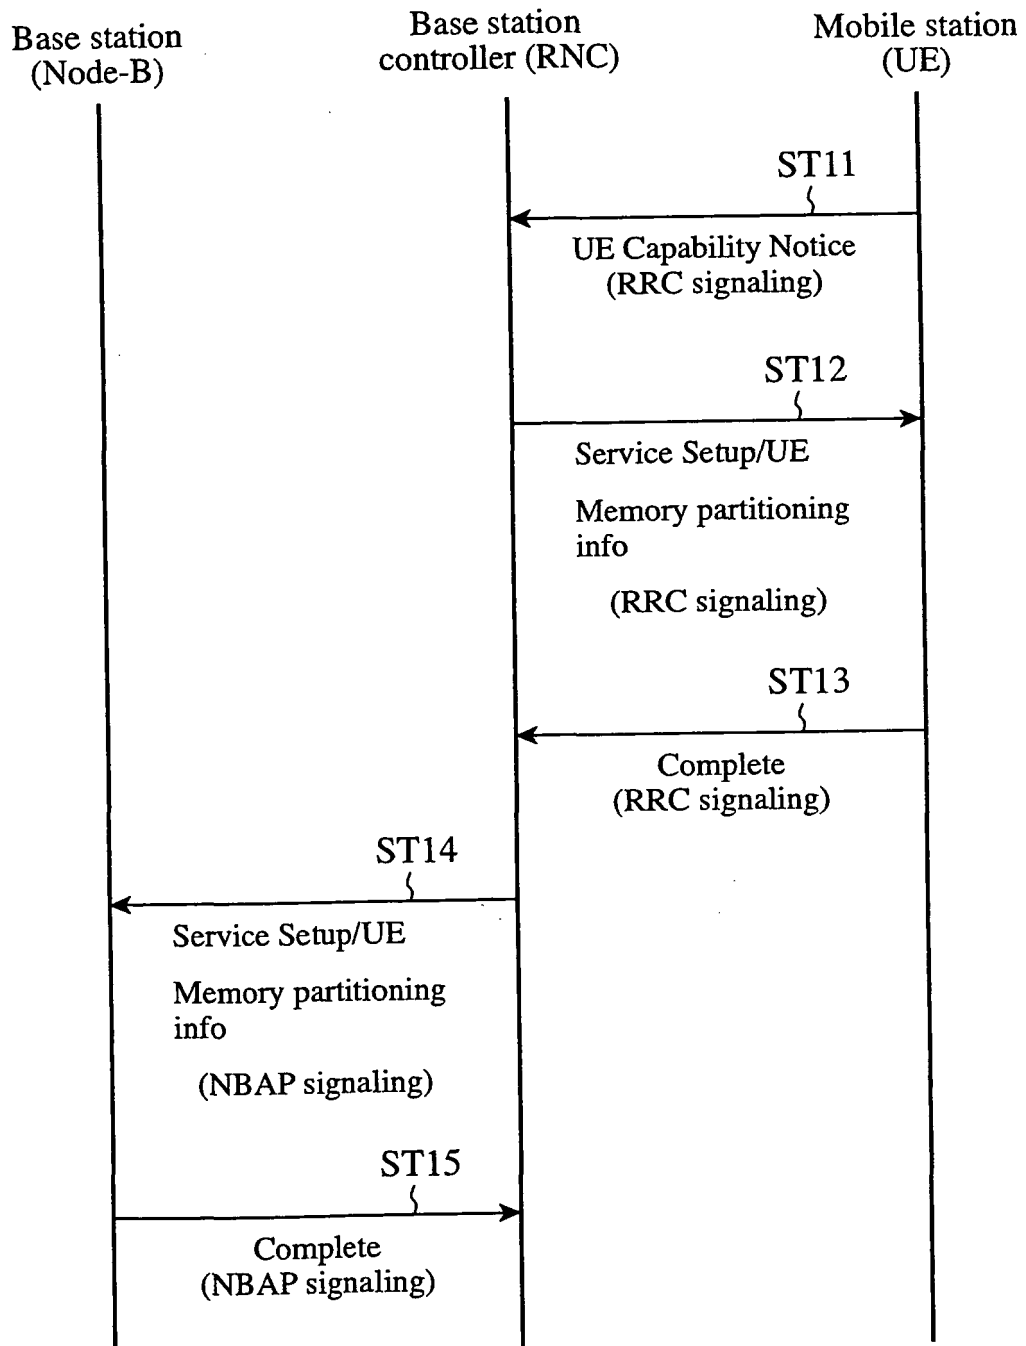 Base station
(Node-B)
Base station
controller (RNC)
Mobile station
(UE)
ST11
UE Capability Notice
(RRC signaling)
ST12
Service Setup/UE
Memory partitioning
info
(RRC signaling)
ST13
Complete
(RRC signaling)
ST14
Service Setup/UE
Memory partitioning
info
(NBAP signaling)
ST15
Complete
(NBAP signaling)